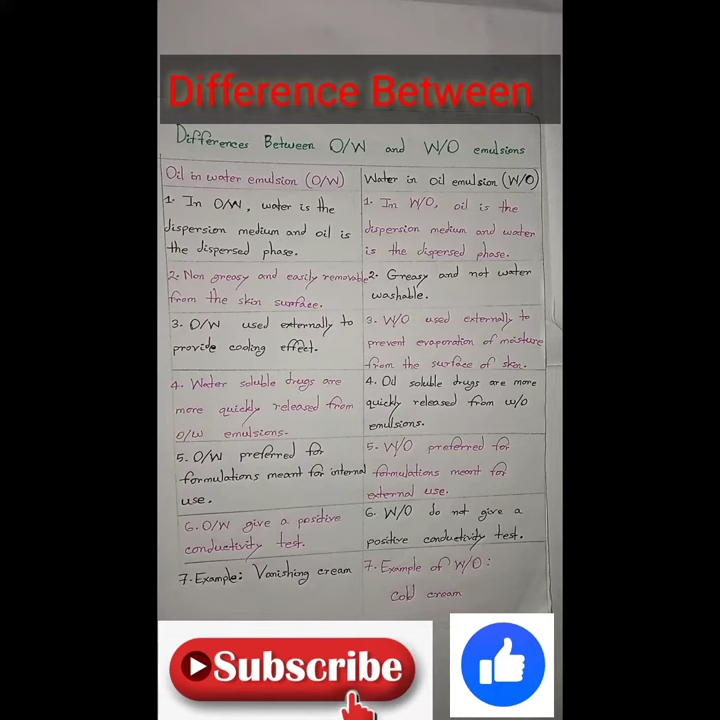 Difference Between
Differences Between O/W and W/O emulsions
Oil in water emulsion (O/W)
1. In O/W, water is the
dispersion medium and oil is
the dispersed phase.
2. Non greasy and easily removable
from the skin surface.
3. O/W used externally to
provide cooling effect.
4. Water soluble drugs are
more quickly released from
O/W emulsions.
5. O/W preferred for
formulations meant for internal
use.
6. O/W give a positive
conductivity test.
7. Example: Vanishing cream
Water in oil emulsion (W/O)
1. In W/O, oil is the
dispersion medium and water
is the dispersed phase.
2. Greasy and not water
washable.
3. W/O used externally to
prevent evaporation of moisture
from the surface of skin.
4. Oil soluble drugs are more
quickly released from w/o
emulsions.
5. W/O preferred for
formulations meant for
external use.
6. W/O do not give a
positive conductivity test.
7. Example of W/O:
cold cream
Subscribe